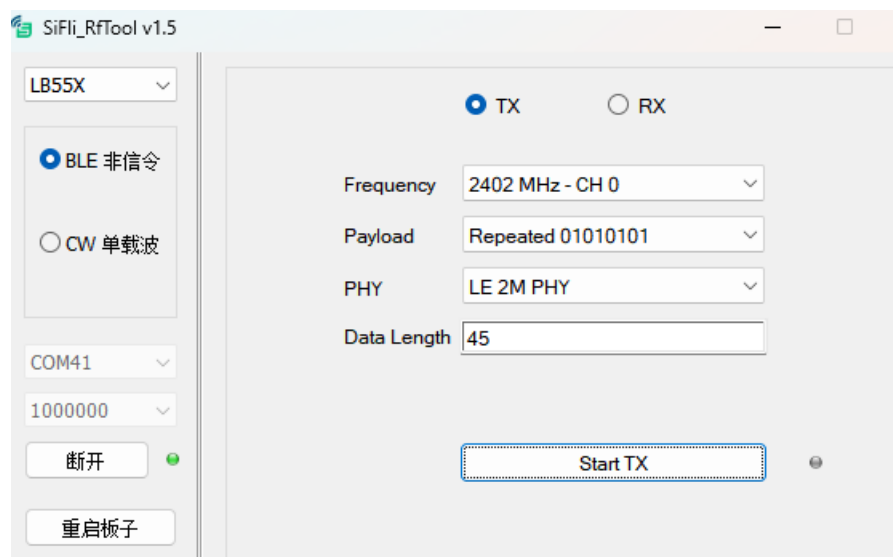 SiFli_RfTool v1.5
LB55X
BLE 非信令
CW 单载波
COM41
1000000
断开
重启板子
TX
RX
Frequency
2402 MHz - CH 0
Payload
Repeated 01010101
PHY
LE 2M PHY
Data Length
45
Start TX